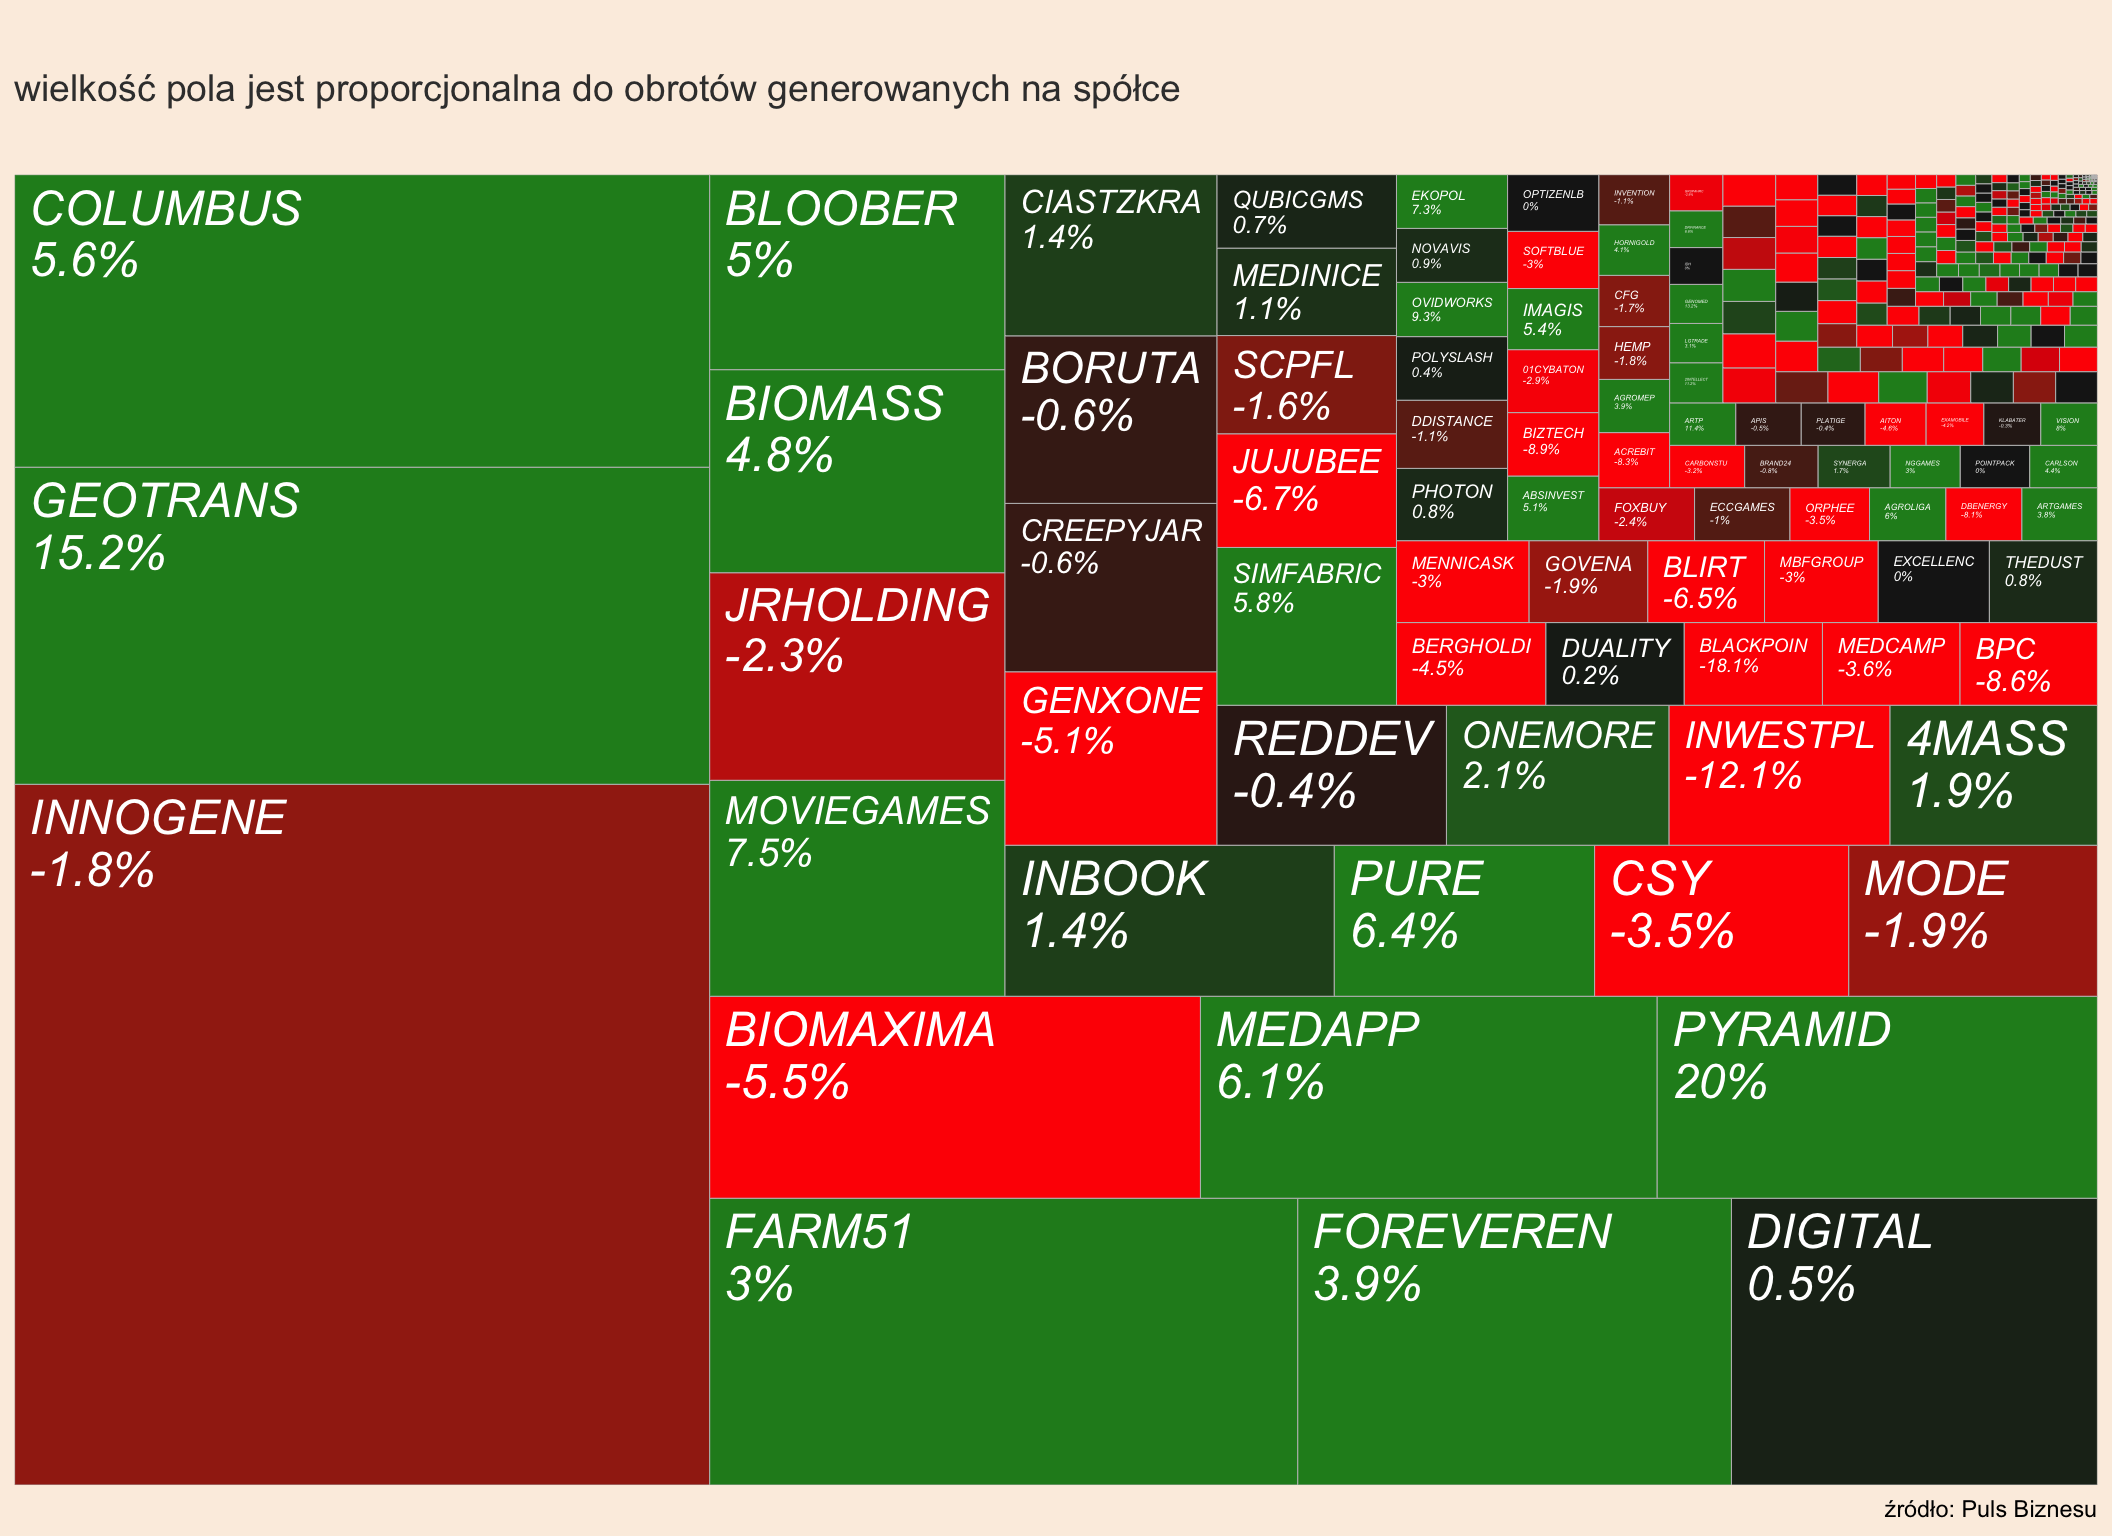 wielkość pola jest proporcjonalna do obrotów generowanych na spółce
COLUMBUS
5.6%
GEOTRANS
15.2%
INNOGENE
-1.8%
BLOOBER
5%
BIOMASS
4.8%
JRHOLDING
-2.3%
MOVIEGAMES
7.5%
BIOMAXIMA
-5.5%
MEDAPP
6.1%
PYRAMID
20%
FARM51
3%
FOREVEREN
3.9%
DIGITAL
0.5%
CIASTZKRA
1.4%
BORUTA
-0.6%
CREEPYJAR
-0.6%
GENXONE
-5.1%
INBOOK
1.4%
PURE
6.4%
CSY
-3.5%
MODE
-1.9%
QUBICGMS
0.7%
MEDINICE
1.1%
SCPFL
-1.6%
JUJUBEE
-6.7%
SIMFABRIC
5.8%
REDDEV
-0.4%
ONEMORE
2.1%
INWESTPL
-12.1%
4MASS
1.9%
EKOPOL
7.3%
NOVAVIS
0.9%
OVIDWORKS
9.3%
POLYSLASH
0.4%
DDISTANCE
-1.1%
PHOTON
0.8%
OPTIZENLB
0%
SOFTBLUE
-3%
IMAGIS
5.4%
01CYBATON
-2.9%
BIZTECH
-8.9%
ABSINVEST
5.1%
MENNICASK
-3%
GOVENA
-1.9%
BLIRT
-6.5%
MBFGROUP
-3%
EXCELLENC
0%
THEDUST
0.8%
BERGHOLDI
-4.5%
DUALITY
0.2%
BLACKPOIN
-18.1%
MEDCAMP
-3.6%
BPC
-8.6%
INVENTION
-1.1%
HORNIGOLD
4.1%
CFG
-1.7%
HEMP
-1.8%
AGROMEP
3.9%
ACREBIT
-8.3%
FOXBUY
-2.4%
ECCGAMES
-1%
ORPHEE
-3.5%
AGROLIGA
6%
DBENERGY
-8.1%
ARTGAMES
3.8%
LGTRADE
3.1%
ARTP
11.4%
APIS
-0.5%
PLATIGE
-0.4%
AITON
-4.6%
EXAMOBILE
-4.2%
KLABATER
-0.3%
VISION
8%
CARBONSTU
-3.2%
BRAND24
-0.8%
SYNERGA
1.7%
NGGAMES
3%
POINTPACK
0%
CARLSON
4.4%
źródło: Puls Biznesu